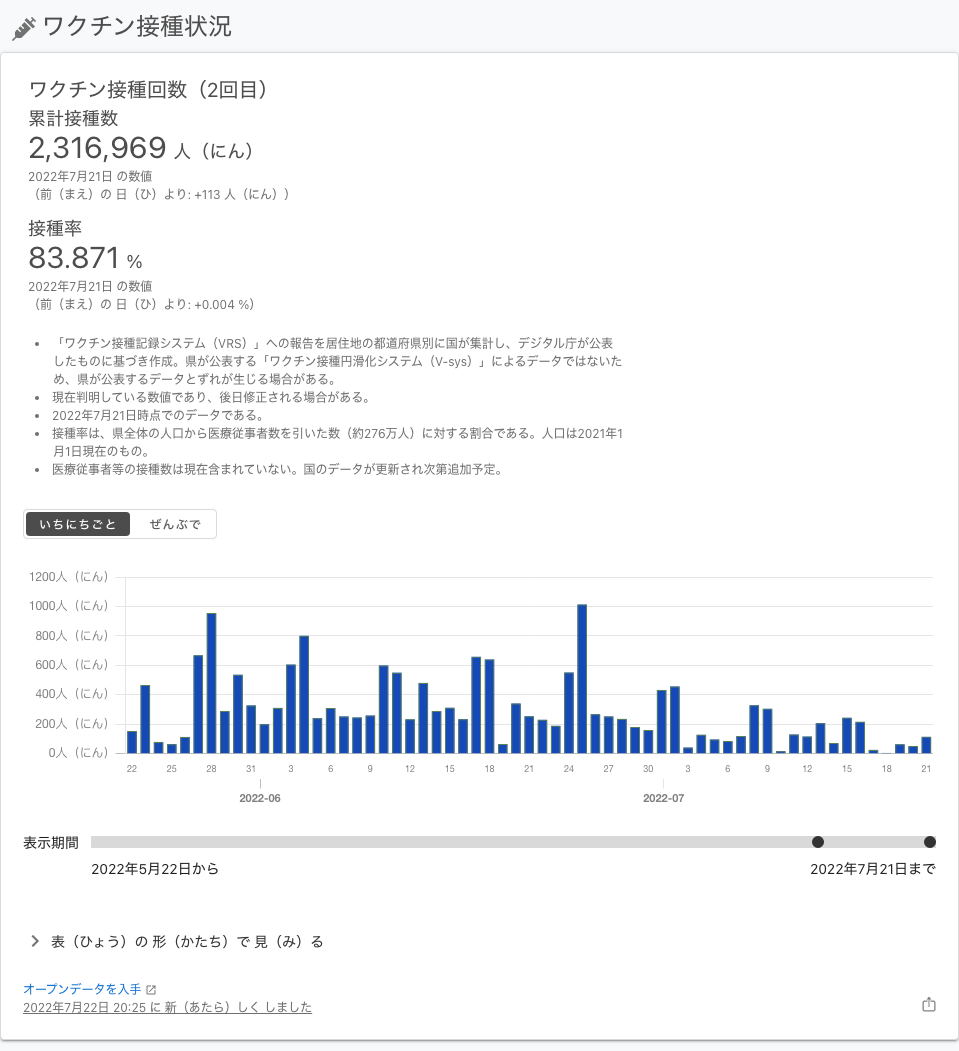 ワクチン接種状況
ワクチン接種回数（2回目）
累計接種数
2,316,969 人（にん）
2022年7月21日 の数値
（前（まえ）の 日（ひ）より: +113 人（にん））
接種率
83.871 %
2022年7月21日 の数値
（前（まえ）の 日（ひ）より: +0.004 %）
• 「ワクチン接種記録システム（VRS）」への報告を居住地の都道府県別に国が集計し、デジタル庁が公表
したものに基づき作成。県が公表する「ワクチン接種円滑化システム（V-sys）」によるデータではないた
め、県が公表するデータとずれが生じる場合がある。
• 現在判明している数値であり、後日修正される場合がある。
• 2022年7月21日時点でのデータである。
• 接種率は、県全体の人口から医療従事者数を引いた数（約276万人）に対する割合である。人口は2021年1
月1日現在のもの。
• 医療従事者等の接種数は現在含まれていない。国のデータが更新され次第追加予定。
いちにちごと ぜんぶで
1200人（にん）
1000人（にん）
800人（にん）
600人（にん）
400人（にん）
200人（にん）
0人（にん）
22 25 28 31 3 6 9 12 15 18 21 24 27 30 3 6 9 12 15 18 21
2022-06 2022-07
表示期間
2022年5月22日から 2022年7月21日まで
表（ひょう）の 形（かたち）で 見（み）る
オープンデータを入手
2022年7月22日 20:25 に 新（あたら）しく しました